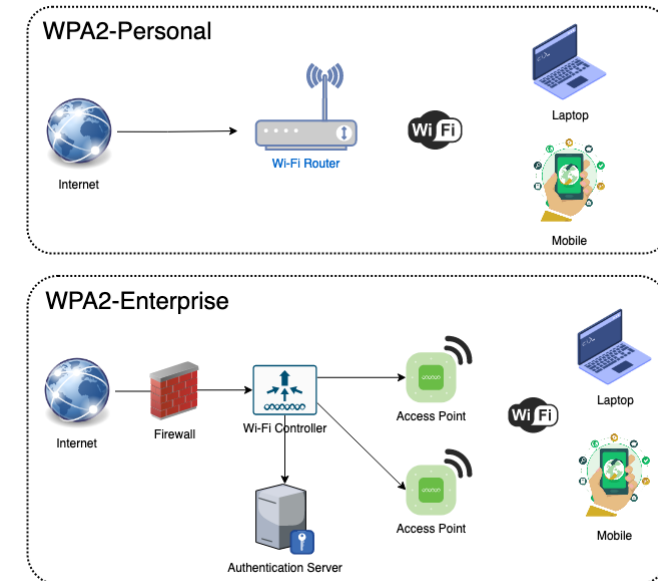 WPA2-Personal
Internet
Wi-Fi Router
Wi Fi
Laptop
Mobile
WPA2-Enterprise
Internet
Firewall
Wi-Fi Controller
Access Point
Access Point
Authentication Server
Wi Fi
Laptop
Mobile